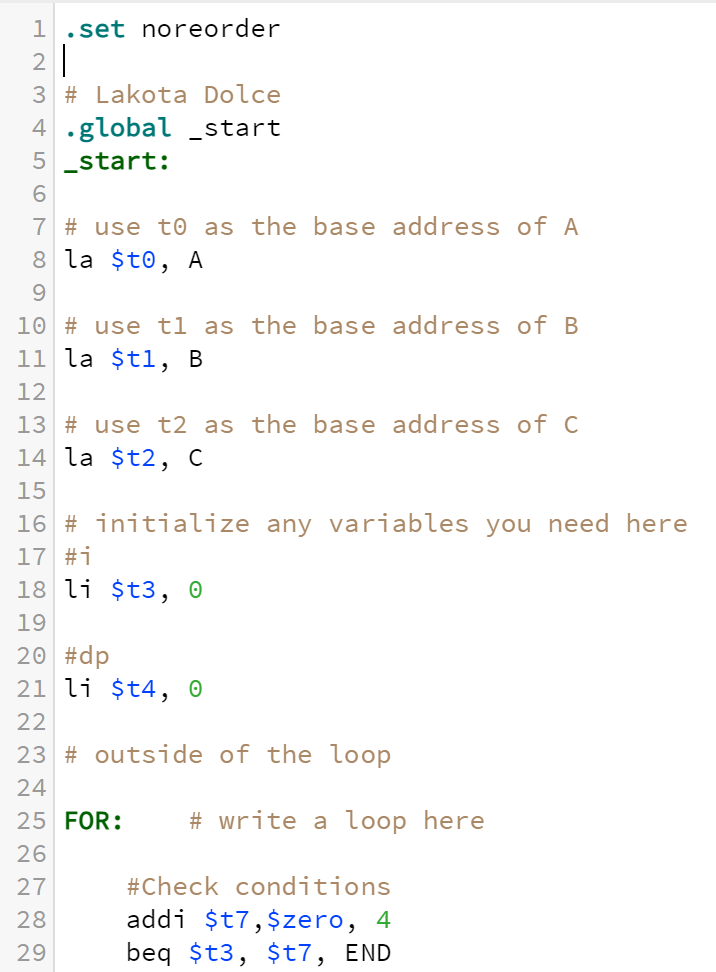 1 .set noreorder
2
3 # Lakota Dolce
4 .global _start
5 _start:
6
7 # use t0 as the base address of A
8 la $t0, A
9
10 # use t1 as the base address of B
11 la $t1, B
12
13 # use t2 as the base address of C
14 la $t2, C
15
16 # initialize any variables you need here
17 #i
18 li $t3, 0
19
20 #dp
21 li $t4, 0
22
23 # outside of the loop
24
25 FOR:    # write a loop here
26
27     #Check conditions
28     addi $t7,$zero, 4
29     beq $t3, $t7, END